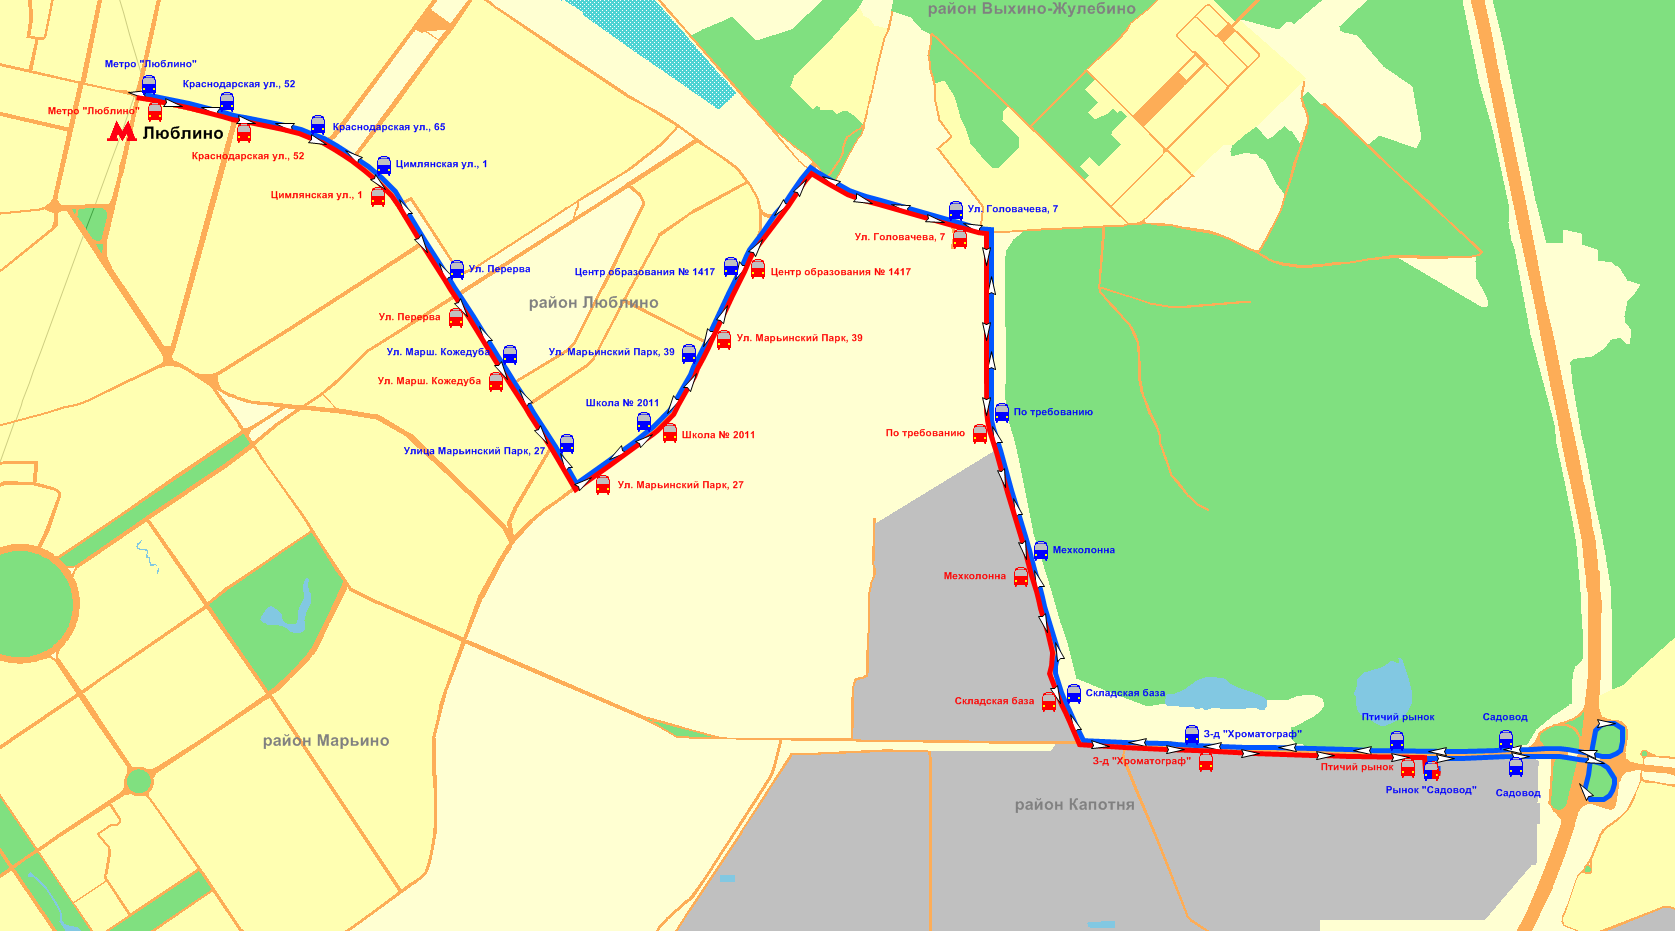 район Выхино-Жулебино
Метро "Люблино"
Краснодарская ул., 52
Метро "Люблино"
Люблино
Краснодарская ул., 65
Краснодарская ул., 52
Цимлянская ул., 1
Цимлянская ул., 1
Ул. Головачева, 7
Ул. Головачева, 7
Ул. Перерва
Центр образования № 1417
Центр образования № 1417
район Люблино
Ул. Перерва
Ул. Марьинский Парк, 39
Ул. Марш. Кожедуба
Ул. Марьинский Парк, 39
Ул. Марш. Кожедуба
Школа № 2011
По требованию
По требованию
Школа № 2011
Улица Марьинский Парк, 27
Ул. Марьинский Парк, 27
Мехколонна
Мехколонна
Складская база
Складская база
Птичий рынок
Садовод
З-д "Хроматограф"
район Марьино
З-д "Хроматограф"
Птичий рынок
Рынок "Садовод"
Садовод
район Капотня